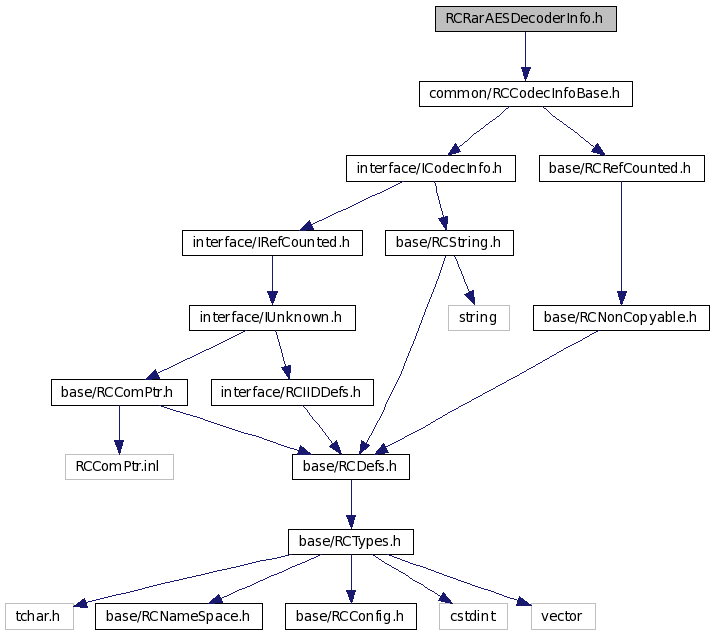 RCRarAESDecoderInfo.h
common/RCCodecInfoBase.h
interface/ICodecInfo.h
base/RCRefCounted.h
interface/IRefCounted.h
base/RCString.h
interface/IUnknown.h
string
base/RCNonCopyable.h
base/RCComPtr.h
interface/RCIIDDefs.h
RCComPtr.inl
base/RCDefs.h
base/RCTypes.h
tchar.h
base/RCNameSpace.h
base/RCConfig.h
cstdint
vector